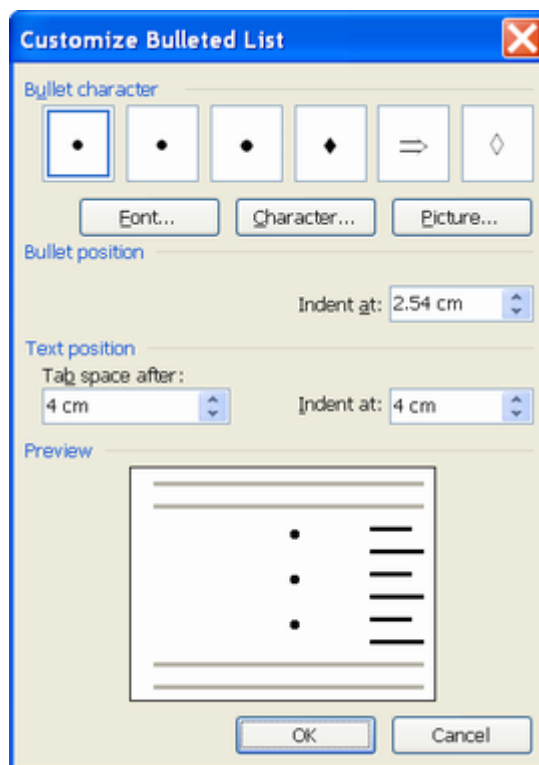 Customize Bulleted List
Bullet character
Font... Character... Picture...
Bullet position
Indent at: 2.54 cm
Text position
Tab space after:
4 cm Indent at: 4 cm
Preview
OK Cancel